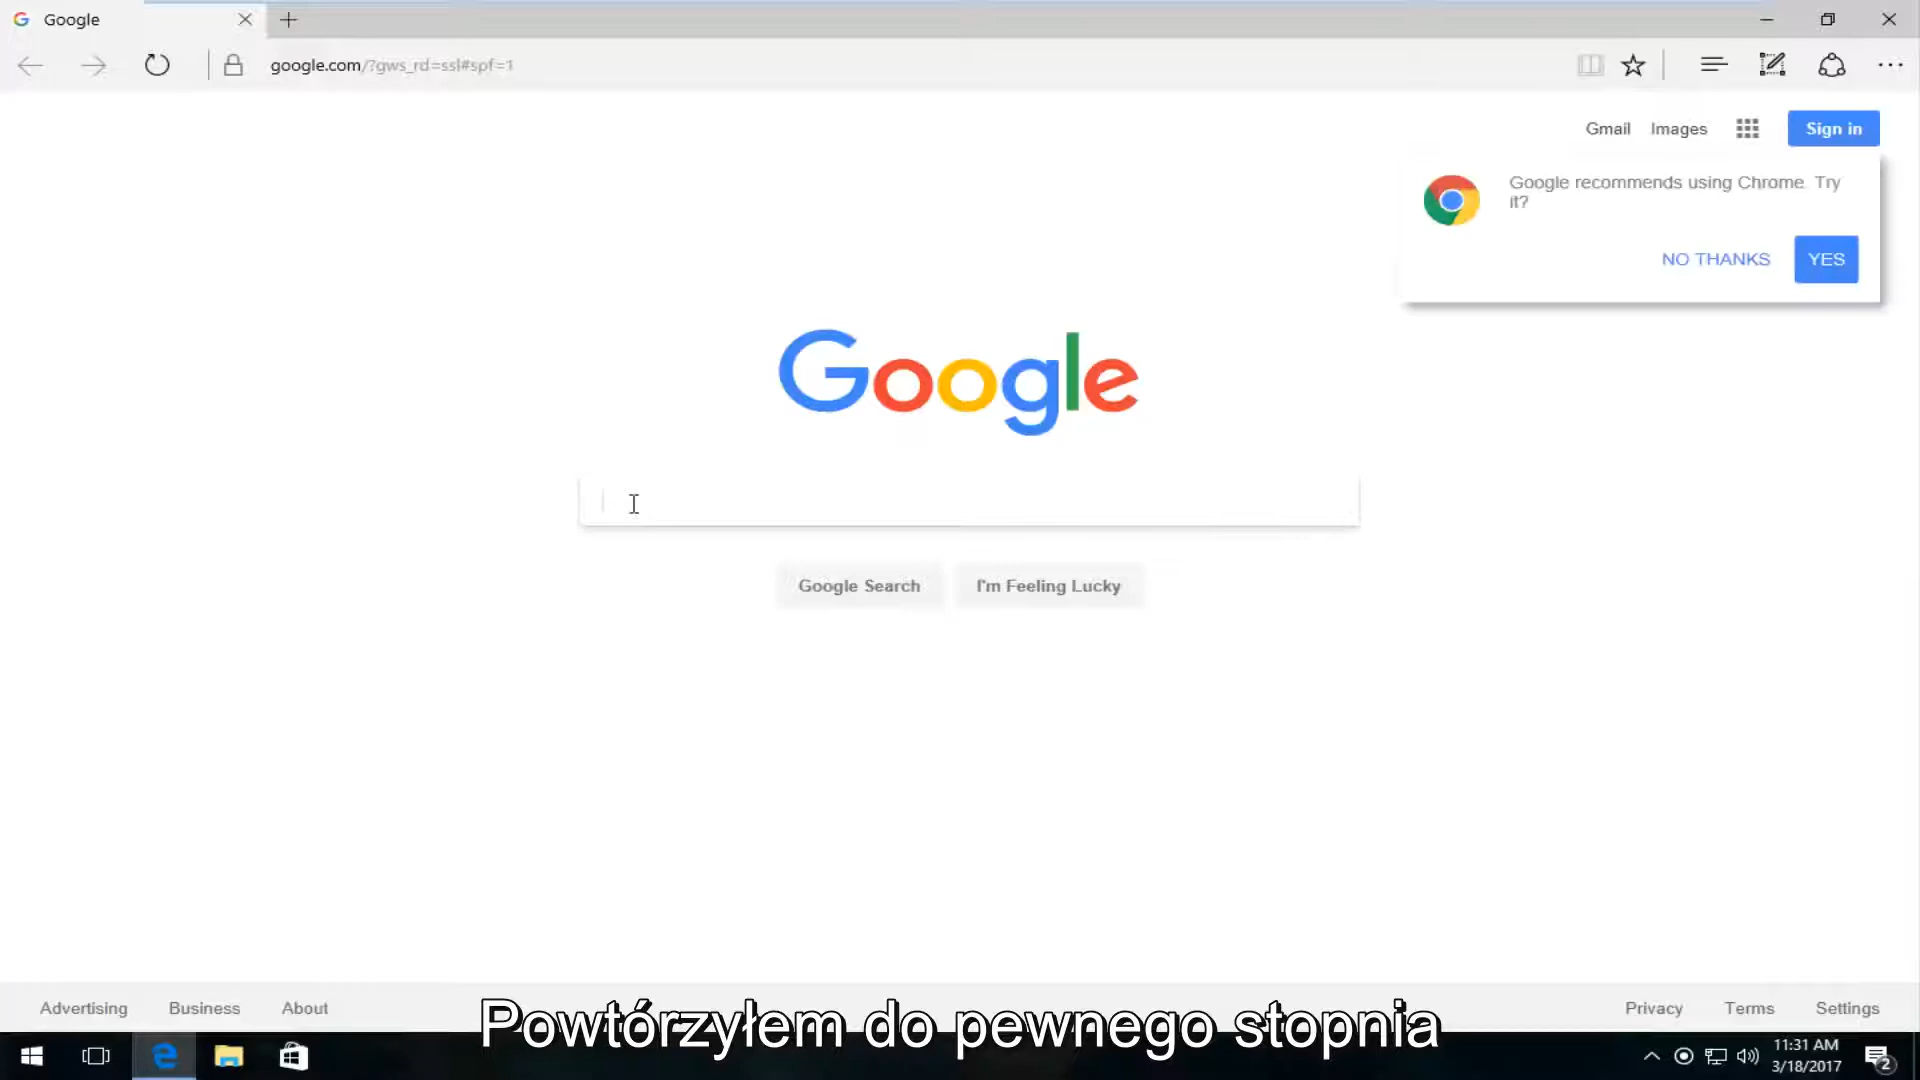 Google
google.com/?gws_rd=ssl#spf=1
Gmail Images Sign in
Google recommends using Chrome. Try
it?
NO THANKS YES
Google
Google Search I'm Feeling Lucky
Advertising Business About Privacy Terms Settings
Powtórzyłem do pewnego stopnia
11:31 AM
3/18/2017
2